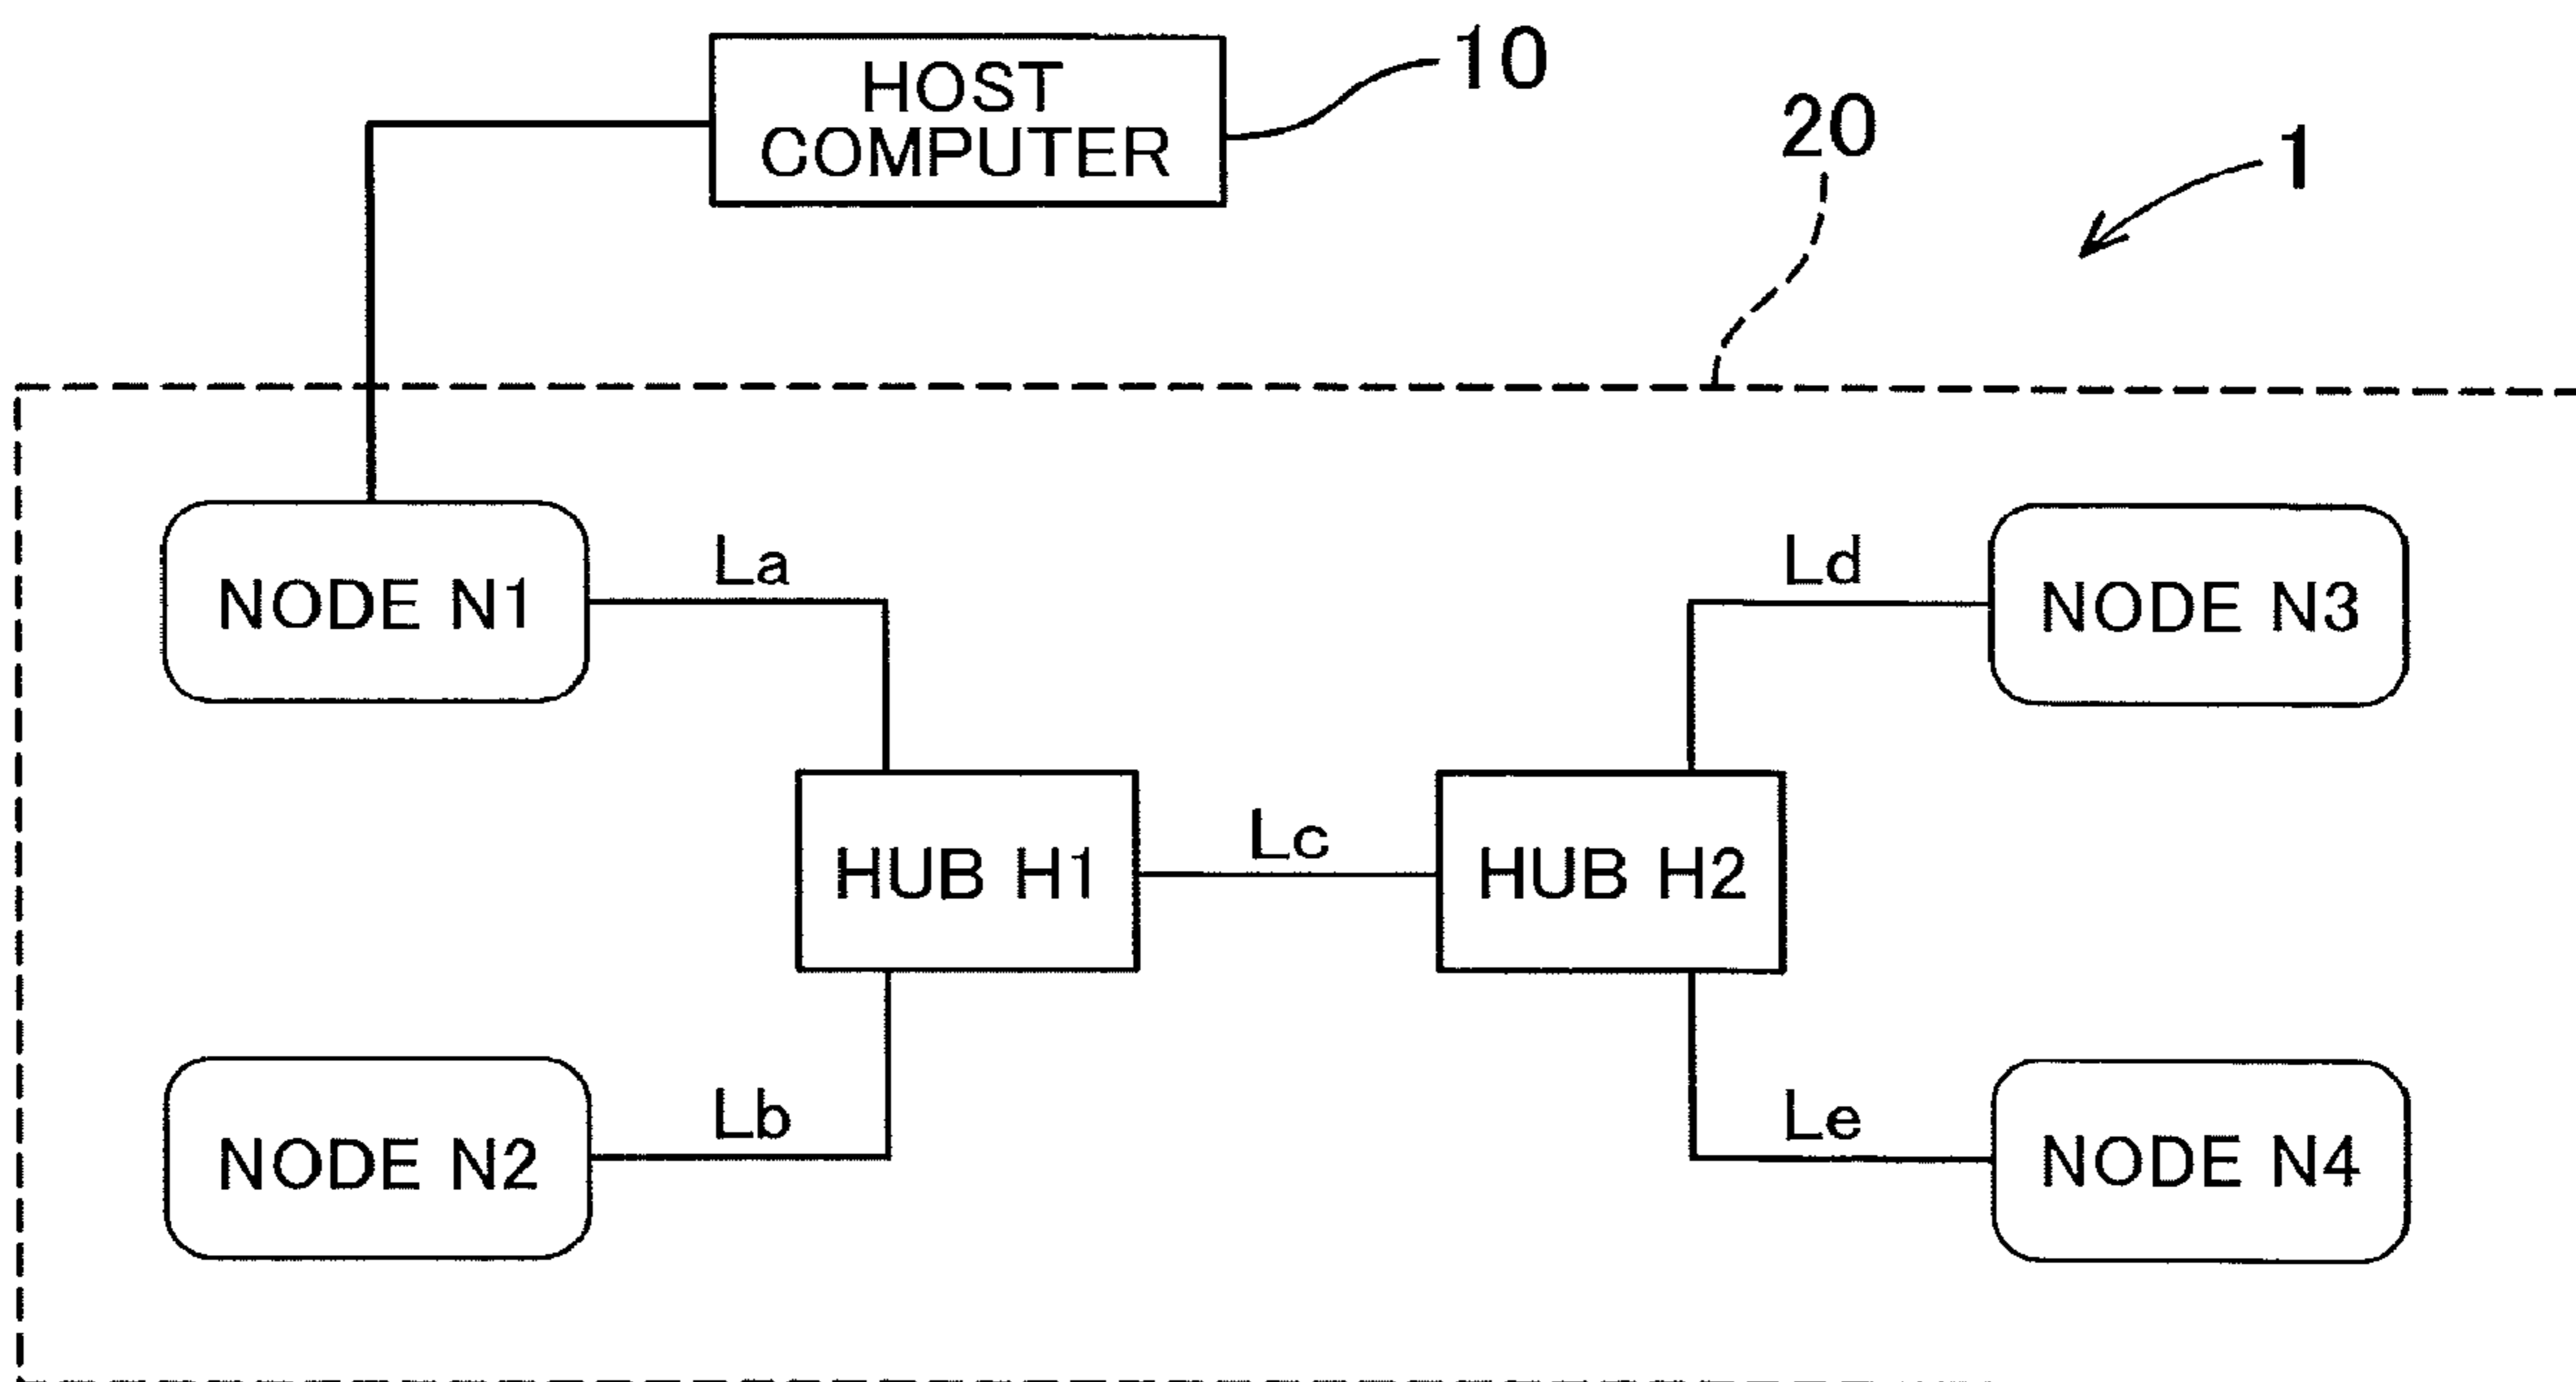 HOST
COMPUTER
10
20
1
NODE N1
La
Ld
NODE N3
HUB H1
Lc
HUB H2
NODE N2
Lb
Le
NODE N4